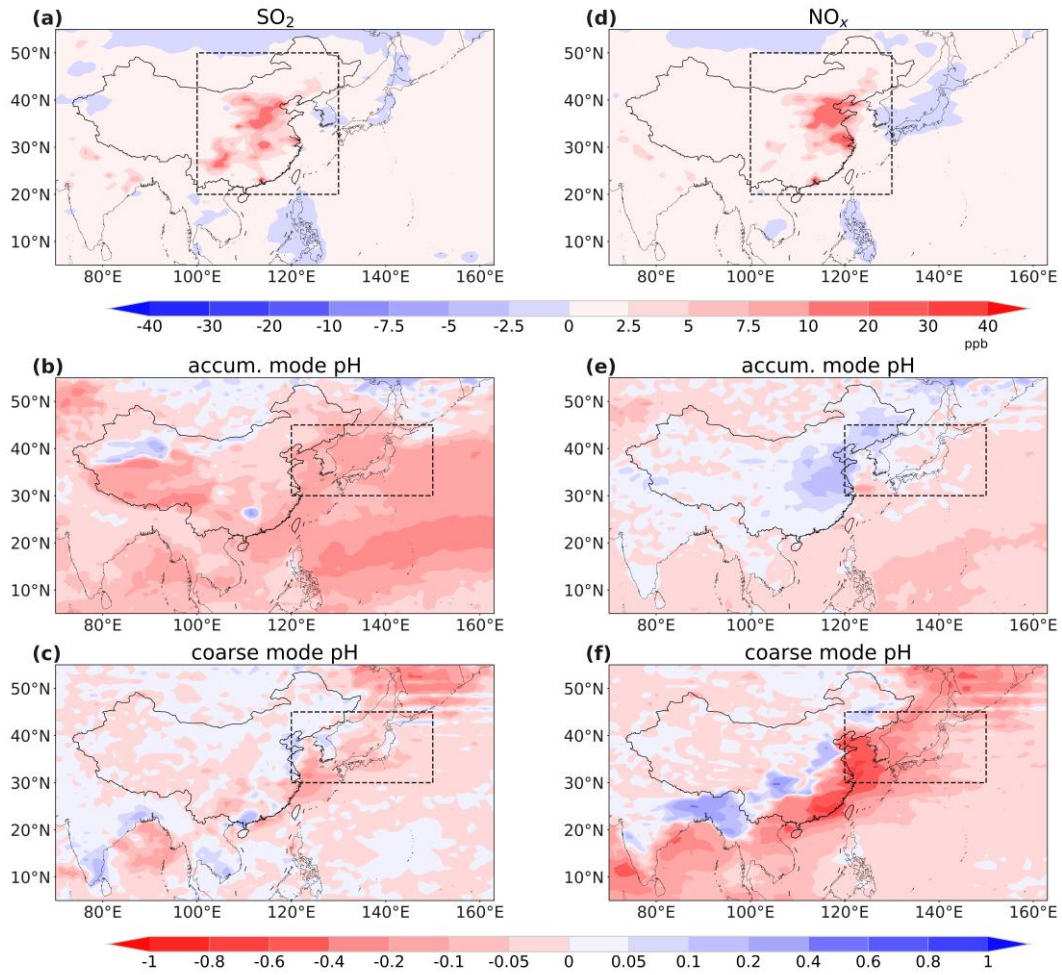 (a) SO2 (d) NOx
50°N 50°N
40°N 40°N
30°N 30°N
20°N 20°N
10°N 10°N
80°E 100°E 120°E 140°E 160°E 80°E 100°E 120°E 140°E 160°E
-40 -30 -20 -10 -7.5 -5 -2.5 0 2.5 5 7.5 10 20 30 40
ppb
(b) accum. mode pH (e) accum. mode pH
50°N 50°N
40°N 40°N
30°N 30°N
20°N 20°N
10°N 10°N
80°E 100°E 120°E 140°E 160°E 80°E 100°E 120°E 140°E 160°E
(c) coarse mode pH (f) coarse mode pH
50°N 50°N
40°N 40°N
30°N 30°N
20°N 20°N
10°N 10°N
80°E 100°E 120°E 140°E 160°E 80°E 100°E 120°E 140°E 160°E
-1 -0.8 -0.6 -0.4 -0.2 -0.1 -0.05 0 0.05 0.1 0.2 0.4 0.6 0.8 1